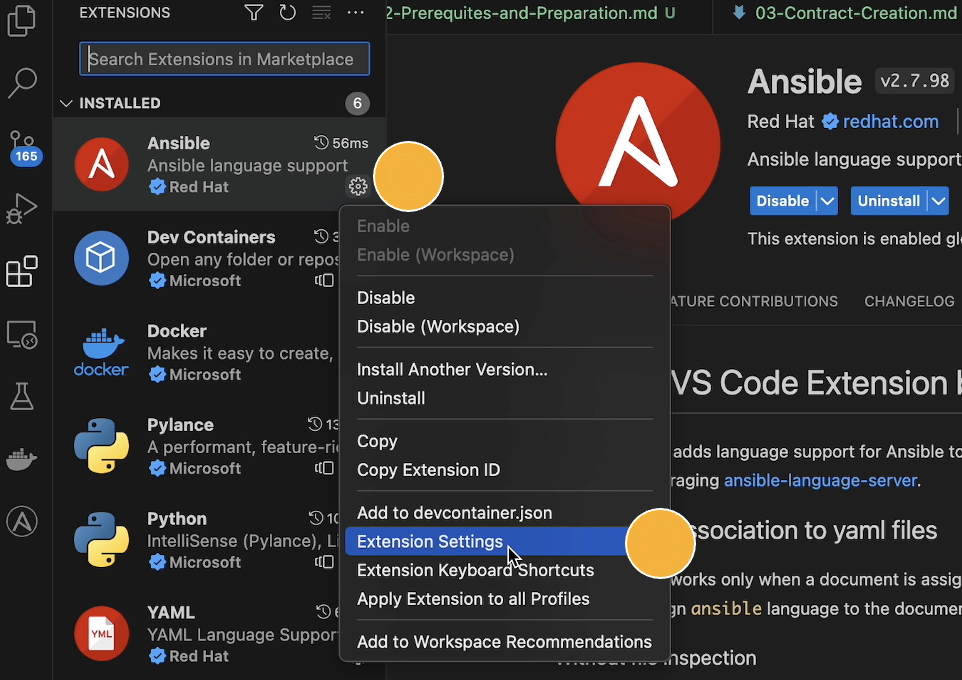 EXTENSIONS
2-Prerequites-and-Preparation.md U
03-Contract-Creation.md
Search Extensions in Marketplace
INSTALLED
6
165
Ansible
56ms
Ansible language support
Red Hat
Dev Containers
3
Open any folder or repos
Microsoft
Docker
Makes it easy to create,
Microsoft
docker
Pylance
13
A performant, feature-ri
Microsoft
Python
10
IntelliSense (Pylance), Li
Microsoft
YAML
YML
YAML Language Suppor
Red Hat
Enable
Enable (Workspace)
Disable
Disable (Workspace)
Install Another Version...
Uninstall
Copy
Copy Extension ID
Add to devcontainer.json
Extension Settings
Extension Keyboard Shortcuts
Apply Extension to all Profiles
Add to Workspace Recommendations
Ansible
v2.7.98
Red Hat
redhat.com
Ansible language support
Disable
Uninstall
This extension is enabled gl
ATURE CONTRIBUTIONS
CHANGELOG
VS Code Extension b
adds language support for Ansible to
raging ansible-language-server.
ssociation to yaml files
works only when a document is assig
gn ansible language to the documen
Without file inspection